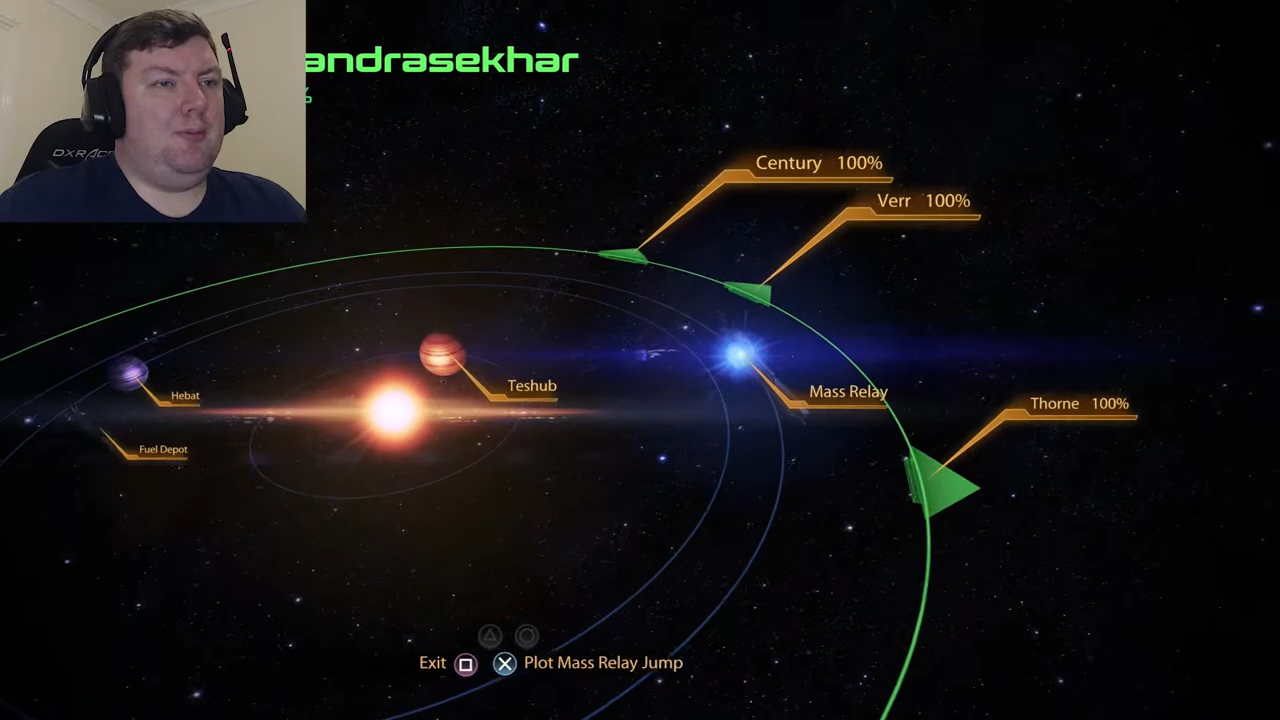 andrasekhar
%
Century 100%
Verr 100%
Teshub
Hebat
Mass Relay
Thorne 100%
Fuel Depot
Exit
Plot Mass Relay Jump